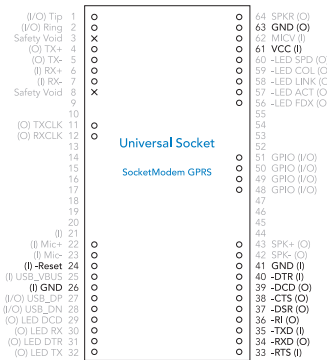 (I/O) Tip 1
(I/O) Ring 2
Safety Void 3
(O) TX+ 4
(O) TX- 5
(I) RX+ 6
(I) RX- 7
Safety Void 8
9
10
(O) TXCLK 11
(O) RXCLK 12
13
14
15
16
17
18
19
20
(I) 21
(I) Mic+ 22
(I) Mic- 23
(I) -Reset 24
(I) USB_VBUS 25
(I) GND 26
(I/O) USB_DP 27
(I/O) USB_DN 28
(O) LED DCD 29
(O) LED RX 30
(O) LED DTR 31
(O) LED TX 32
Universal Socket
SocketModem GPRS
64 SPKR (O)
63 GND (O)
62 MICV (I)
61 VCC (I)
60 -LED SPD (O)
59 -LED COL (O)
58 -LED LINK (O)
57 -LED ACT (O)
56 -LED FDX (O)
55
54
53
52
51 GPIO (I/O)
50 GPIO (I/O)
49 GPIO (I/O)
48 GPIO (I/O)
47
46
45
44
43 SPK+ (O)
42 SPK- (O)
41 GND (I)
40 -DTR (I)
39 -DCD (O)
38 -CTS (O)
37 -DSR (O)
36 -RI (O)
35 -TXD (I)
34 -RXD (O)
33 -RTS (I)